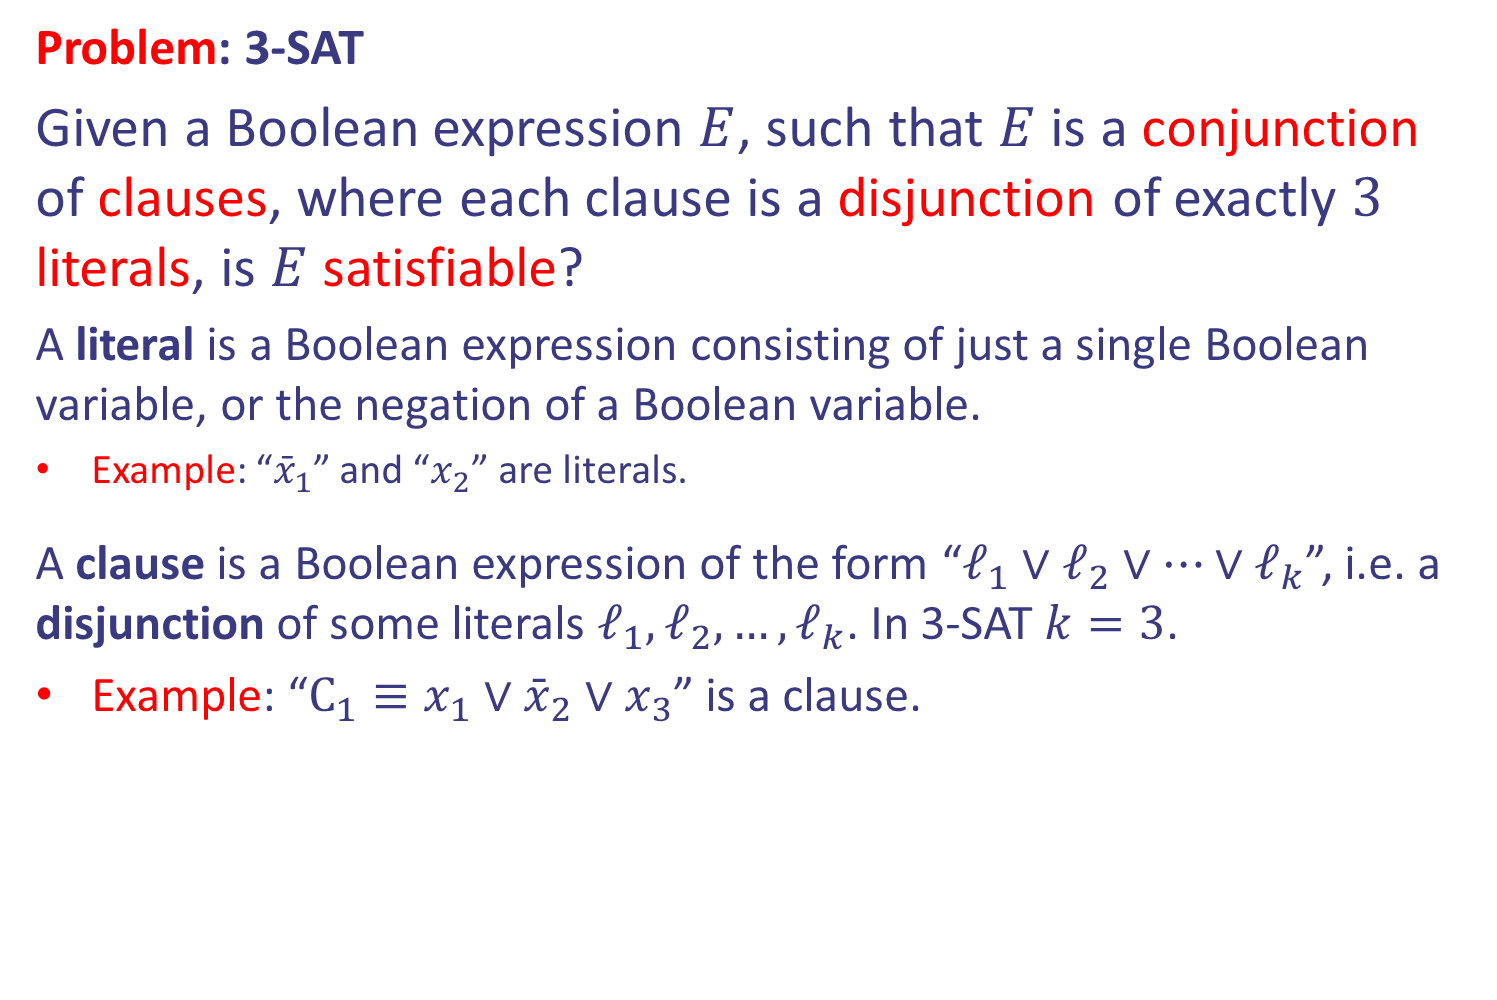 Problem: 3-SAT
Given a Boolean expression 𝐸, such that 𝐸 is a conjunction
of clauses, where each clause is a disjunction of exactly 3
literals, is 𝐸 satisfiable?
A literal is a Boolean expression consisting of just a single Boolean
variable, or the negation of a Boolean variable.
• Example: “x̄₁” and “x₂” are literals.
A clause is a Boolean expression of the form “ℓ₁ ∨ ℓ₂ ∨ ⋯ ∨ ℓₖ”, i.e. a
disjunction of some literals ℓ₁, ℓ₂, … , ℓₖ. In 3-SAT 𝑘 = 3.
• Example: “C₁ ≡ x₁ ∨ x̄₂ ∨ x₃” is a clause.